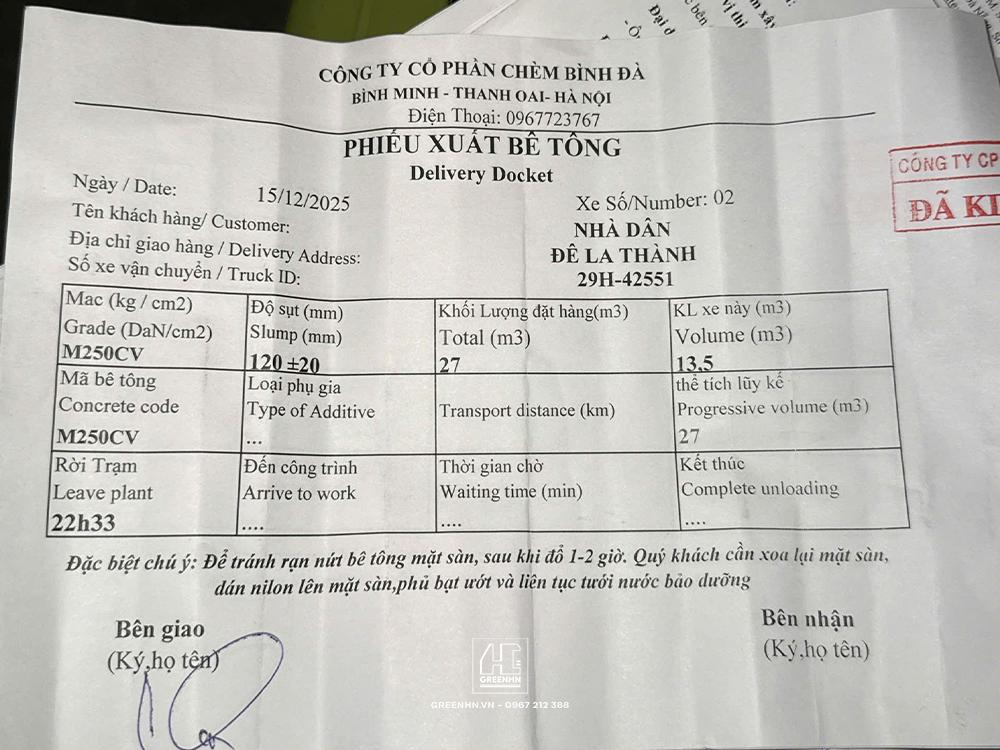 CÔNG TY CỔ PHẦN CHÈM BÌNH ĐÀ
BÌNH MINH - THANH OAI- HÀ NỘI
Điện Thoại: 0967723767
PHIẾU XUẤT BÊ TÔNG
Delivery Docket
CÔNG TY CP
ĐÃ KI
Ngày / Date: 15/12/2025
Xe Số/Number: 02
Tên khách hàng/ Customer: NHÀ DÂN
Địa chỉ giao hàng / Delivery Address: ĐÊ LA THÀNH
Số xe vận chuyển / Truck ID: 29H-42551
Mac (kg / cm2)
Grade (DaN/cm2)
M250CV
Độ sụt (mm)
Slump (mm)
120 ±20
Khối Lượng đặt hàng(m3)
Total (m3)
27
KL xe này (m3)
Volume (m3)
13,5
Mã bê tông
Concrete code
M250CV
Loại phụ gia
Type of Additive
...
Transport distance (km)
thể tích lũy kế
Progressive volume (m3)
27
Rời Trạm
Leave plant
22h33
Đến công trình
Arrive to work
....
Thời gian chờ
Waiting time (min)
....
Kết thúc
Complete unloading
....
Đặc biệt chú ý: Để tránh rạn nứt bê tông mặt sàn, sau khi đổ 1-2 giờ. Quý khách cần xoa lại mặt sàn,
dán nilon lên mặt sàn,phủ bạt ướt và liên tục tưới nước bảo dưỡng
Bên giao
(Ký,họ tên)
Bên nhận
(Ký,họ tên)
GREENHN
GREENHN.VN - 0967 212 388